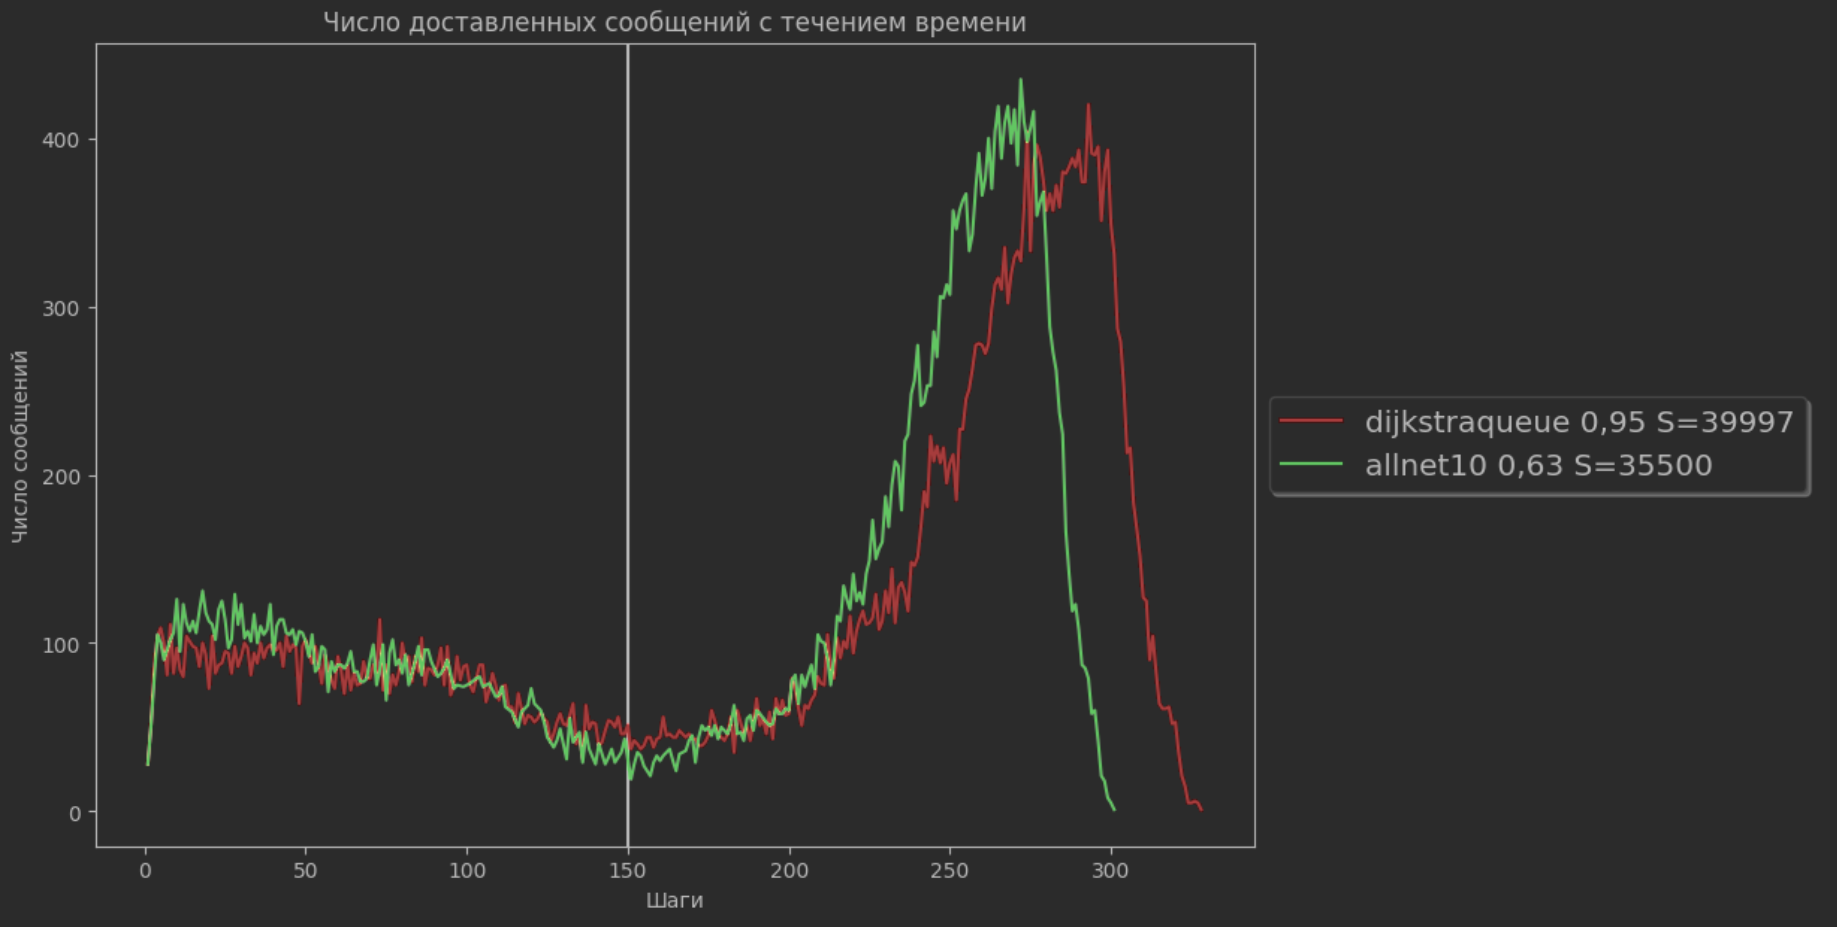 Число доставленных сообщений с течением времени
400
300
200
100
0
Число сообщений
0 50 100 150 200 250 300
Шаги
dijkstraqueue 0,95 S=39997
allnet10 0,63 S=35500